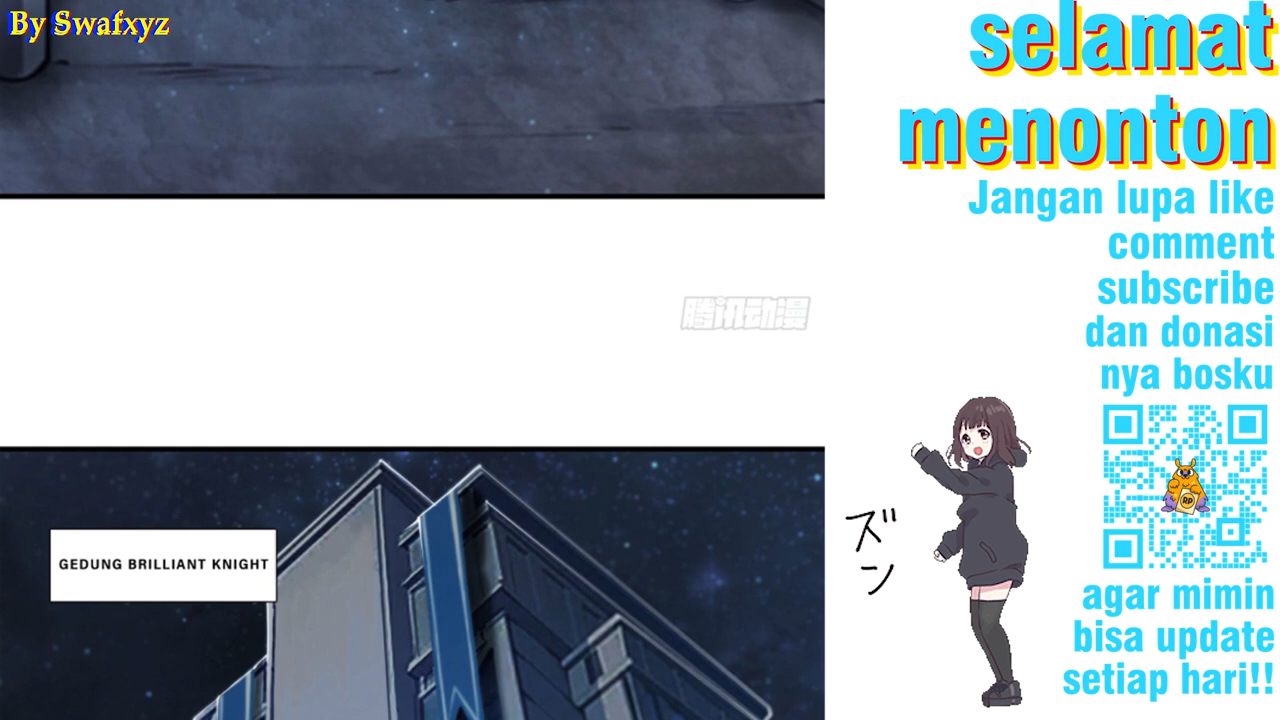 By Swafxyz
selamat
menonton
Jangan lupa like
comment
subscribe
dan donasi
nya bosku
腾讯动漫
GEDUNG BRILLIANT KNIGHT
ズ
ン
RP
agar mimin
bisa update
setiap hari!!